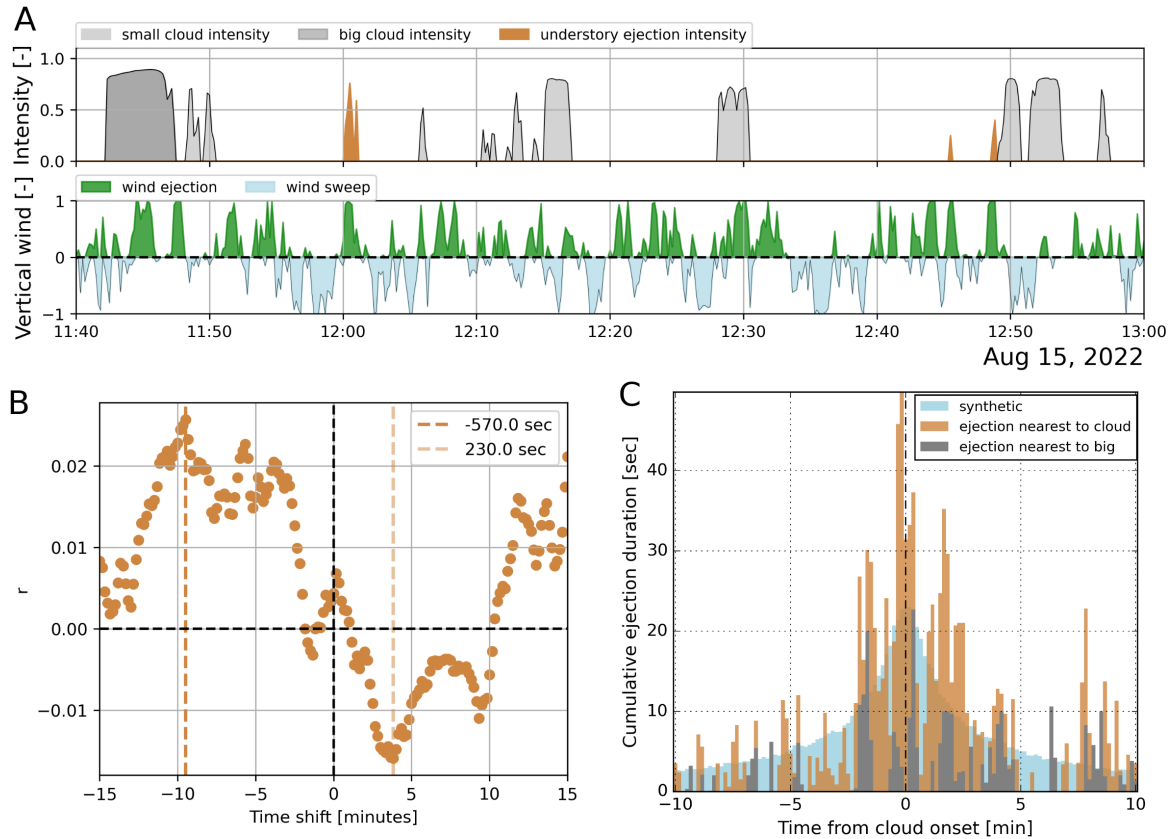 A
small cloud intensity big cloud intensity understory ejection intensity
Intensity [-]
1.0
0.5
0.0
wind ejection wind sweep
Vertical wind [-]
1
0
−1
11:40 11:50 12:00 12:10 12:20 12:30 12:40 12:50 13:00
Aug 15, 2022
B
-570.0 sec
230.0 sec
r
0.02
0.01
0.00
−0.01
−15 −10 −5 0 5 10 15
Time shift [minutes]
C
synthetic
ejection nearest to cloud
ejection nearest to big
Cumulative ejection duration [sec]
40
30
20
10
0
−10 −5 0 5 10
Time from cloud onset [min]